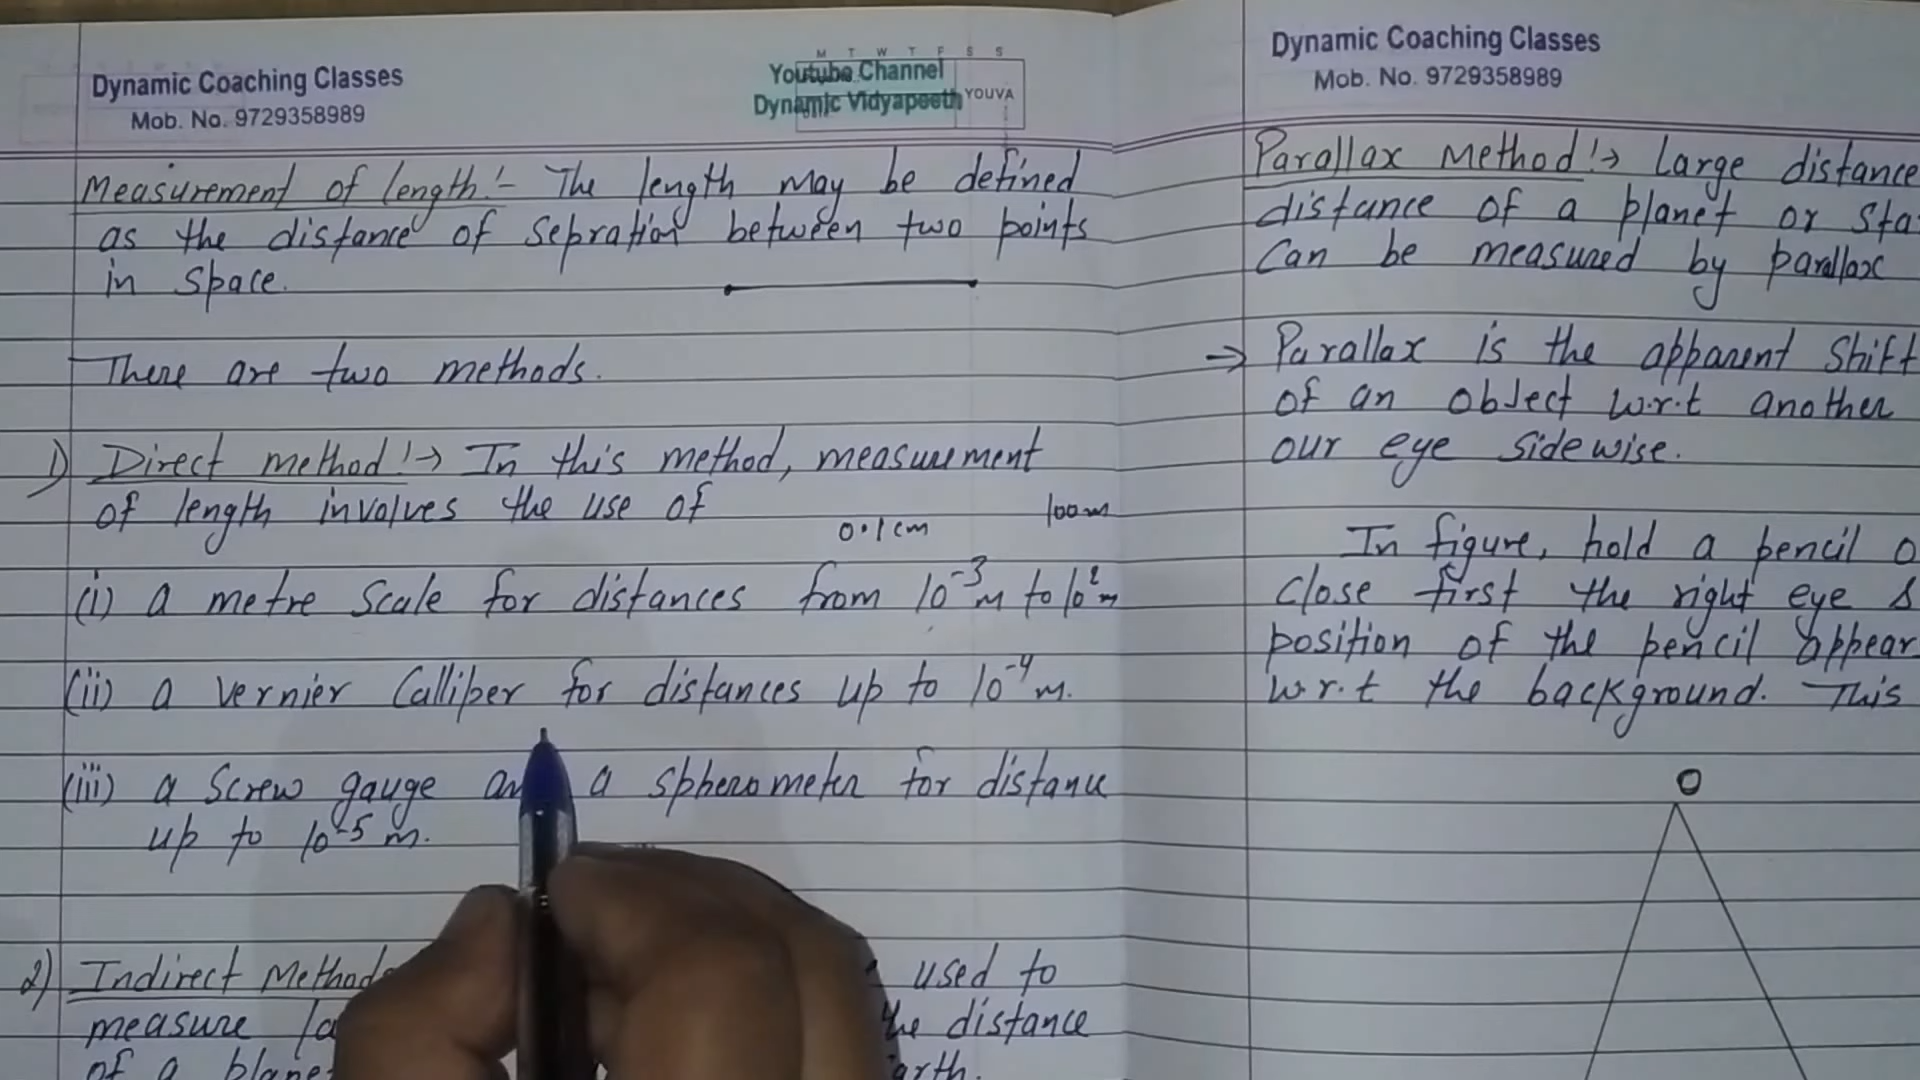 Dynamic Coaching Classes
Mob. No. 9729358989
M T W T F S S
Youtube Channel
Dynamic Vidyapeeth
YOUVA
Measurement of length!- The length may be defined
as the distance of Sepration between two points
in Space.
There are two methods.
1) Direct method!→ In this method, measurement
of length involves the use of
0.1 cm
100m
(i) a metre Scale for distances from 10⁻³m to 10²m
(ii) a Vernier Calliper for distances up to 10⁻⁴m.
(iii) a Screw gauge a spherometer for distance
up to 10⁻⁵m.
2) Indirect Method
used to
measure
the distance
of a
Dynamic Coaching Classes
Mob. No. 9729358989
Parallax Method!→ Large distance
distance of a planet or
Can be measured by parallax
→ Parallax is the apparent Shift
of an object w.r.t another
our eye sidewise.
In figure, hold a pencil
Close first the right eye &
position of the pencil appear
w.r.t the background. This
O